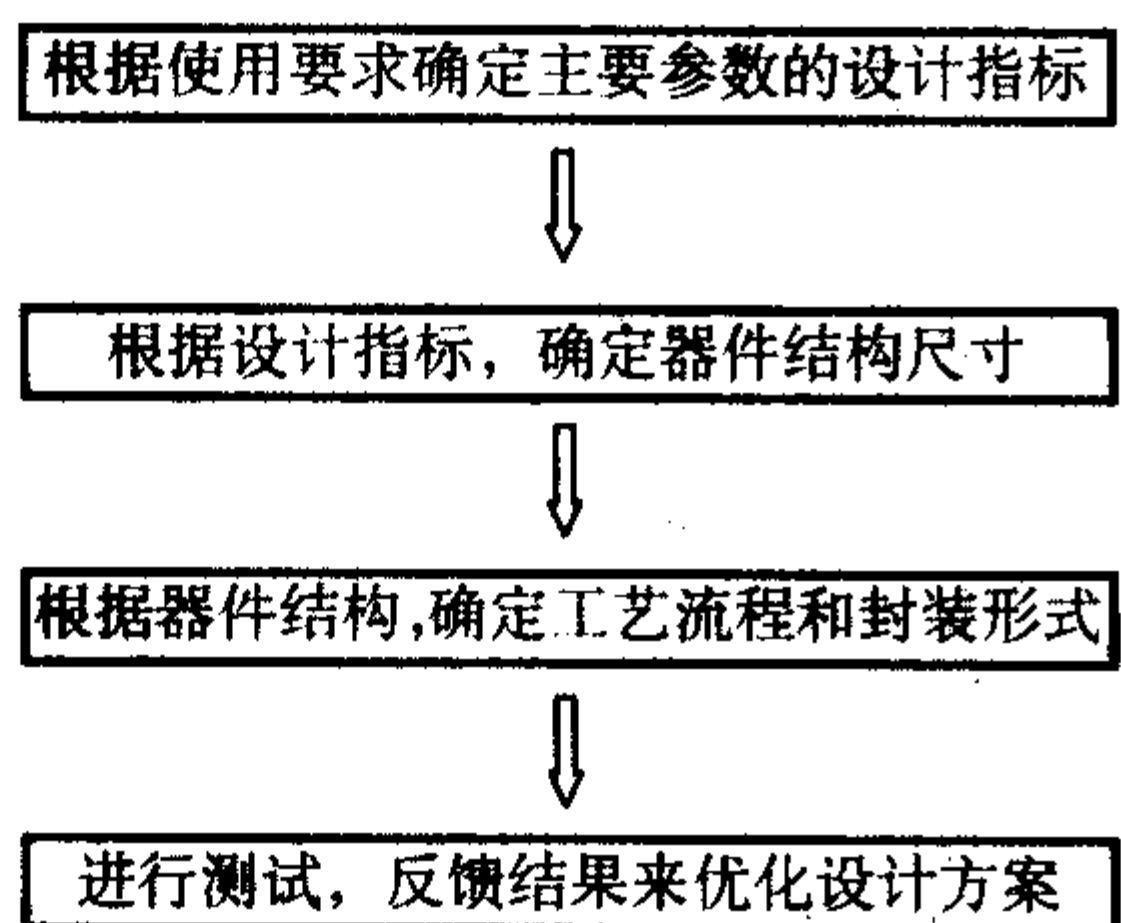 根据使用要求确定主要参数的设计指标
根据设计指标，确定器件结构尺寸
根据器件结构,确定工艺流程和封装形式
进行测试，反馈结果来优化设计方案